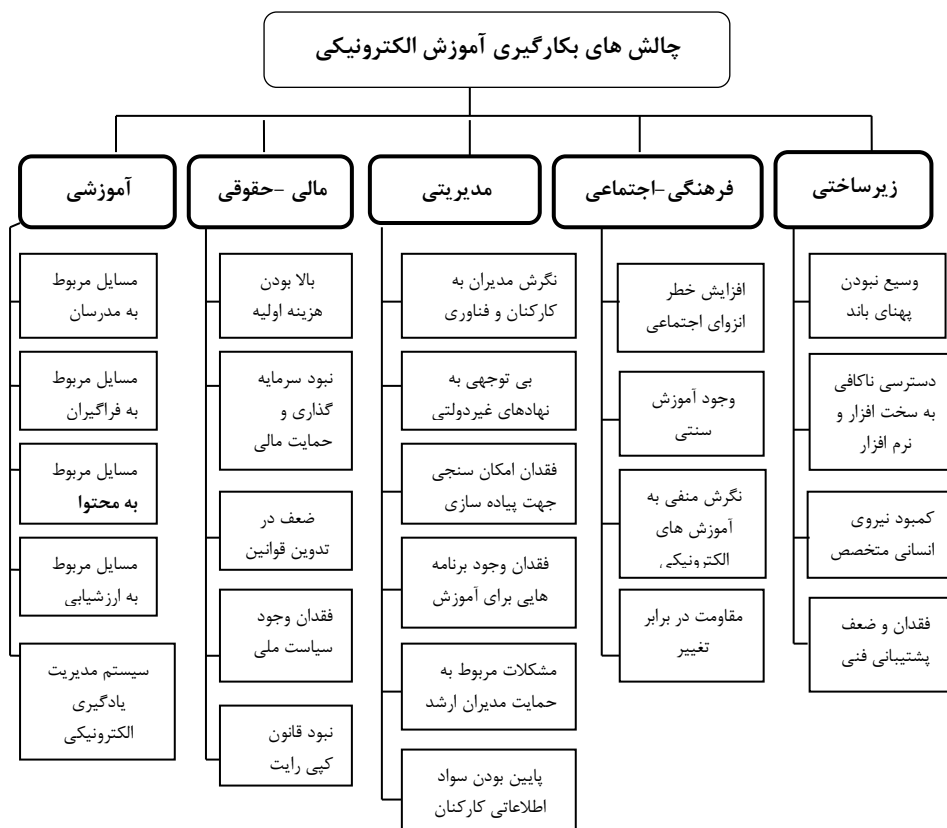 چالش های بکارگیری آموزش الکترونیکی
زیرساختی
وسیع نبودن
پهنای باند
دسترسی ناکافی
به سخت افزار و
نرم افزار
کمبود نیروی
انسانی متخصص
فقدان و ضعف
پشتیبانی فنی
فرهنگی-اجتماعی
افزایش خطر
انزوای اجتماعی
وجود آموزش
سنتی
نگرش منفی به
آموزش های
الکترونیکی
مقاومت در برابر
تغییر
مدیریتی
نگرش مدیران به
کارکنان و فناوری
بی توجهی به
نهادهای غیردولتی
فقدان امکان سنجی
جهت پیاده سازی
فقدان وجود برنامه
هایی برای آموزش
مشکلات مربوط به
حمایت مدیران ارشد
پایین بودن سواد
اطلاعاتی کارکنان
مالی -حقوقی
بالا بودن
هزینه اولیه
نبود سرمایه
گذاری و
حمایت مالی
ضعف در
تدوین قوانین
فقدان وجود
سیاست ملی
نبود قانون
کپی رایت
آموزشی
مسایل مربوط
به مدرسان
مسایل مربوط
به فراگیران
مسایل مربوط
به محتوا
مسایل مربوط
به ارزشیابی
سیستم مدیریت
یادگیری
الکترونیکی